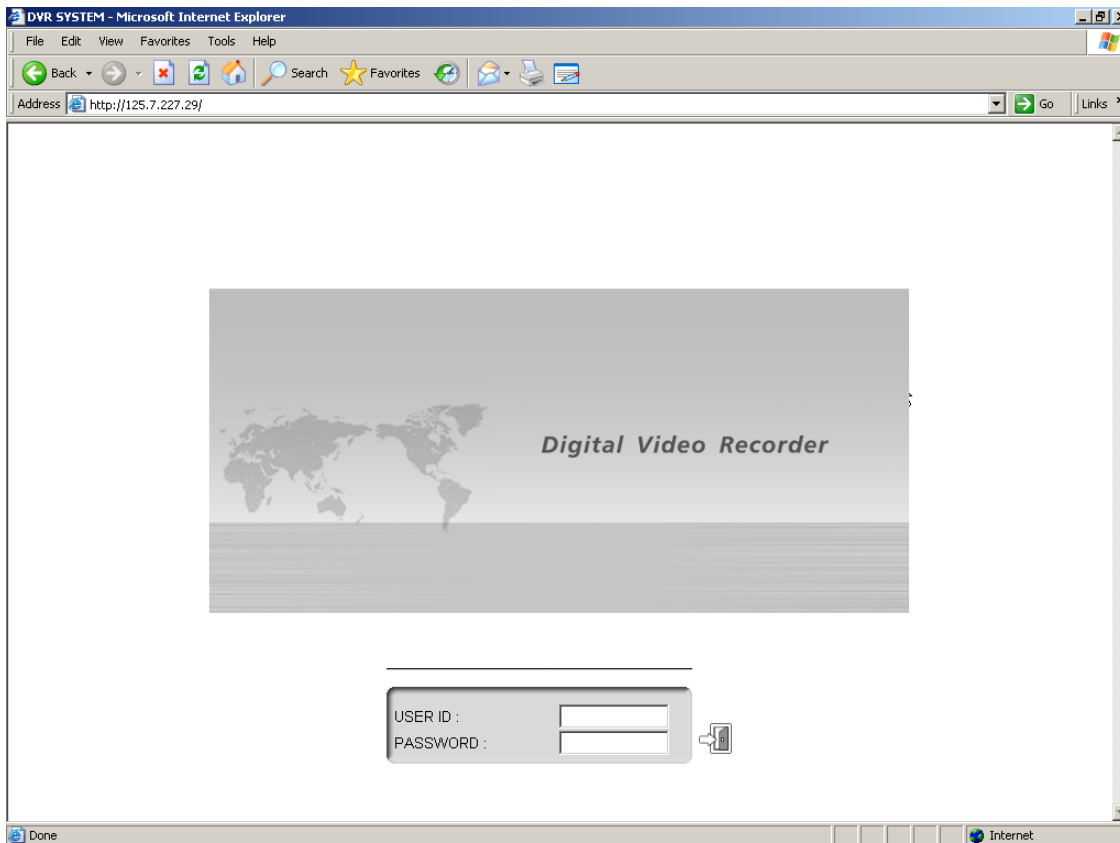 DVR SYSTEM - Microsoft Internet Explorer
File Edit View Favorites Tools Help
Back Search Favorites
Address http://125.7.227.29/ Go Links
Digital Video Recorder
USER ID :
PASSWORD :
Done Internet